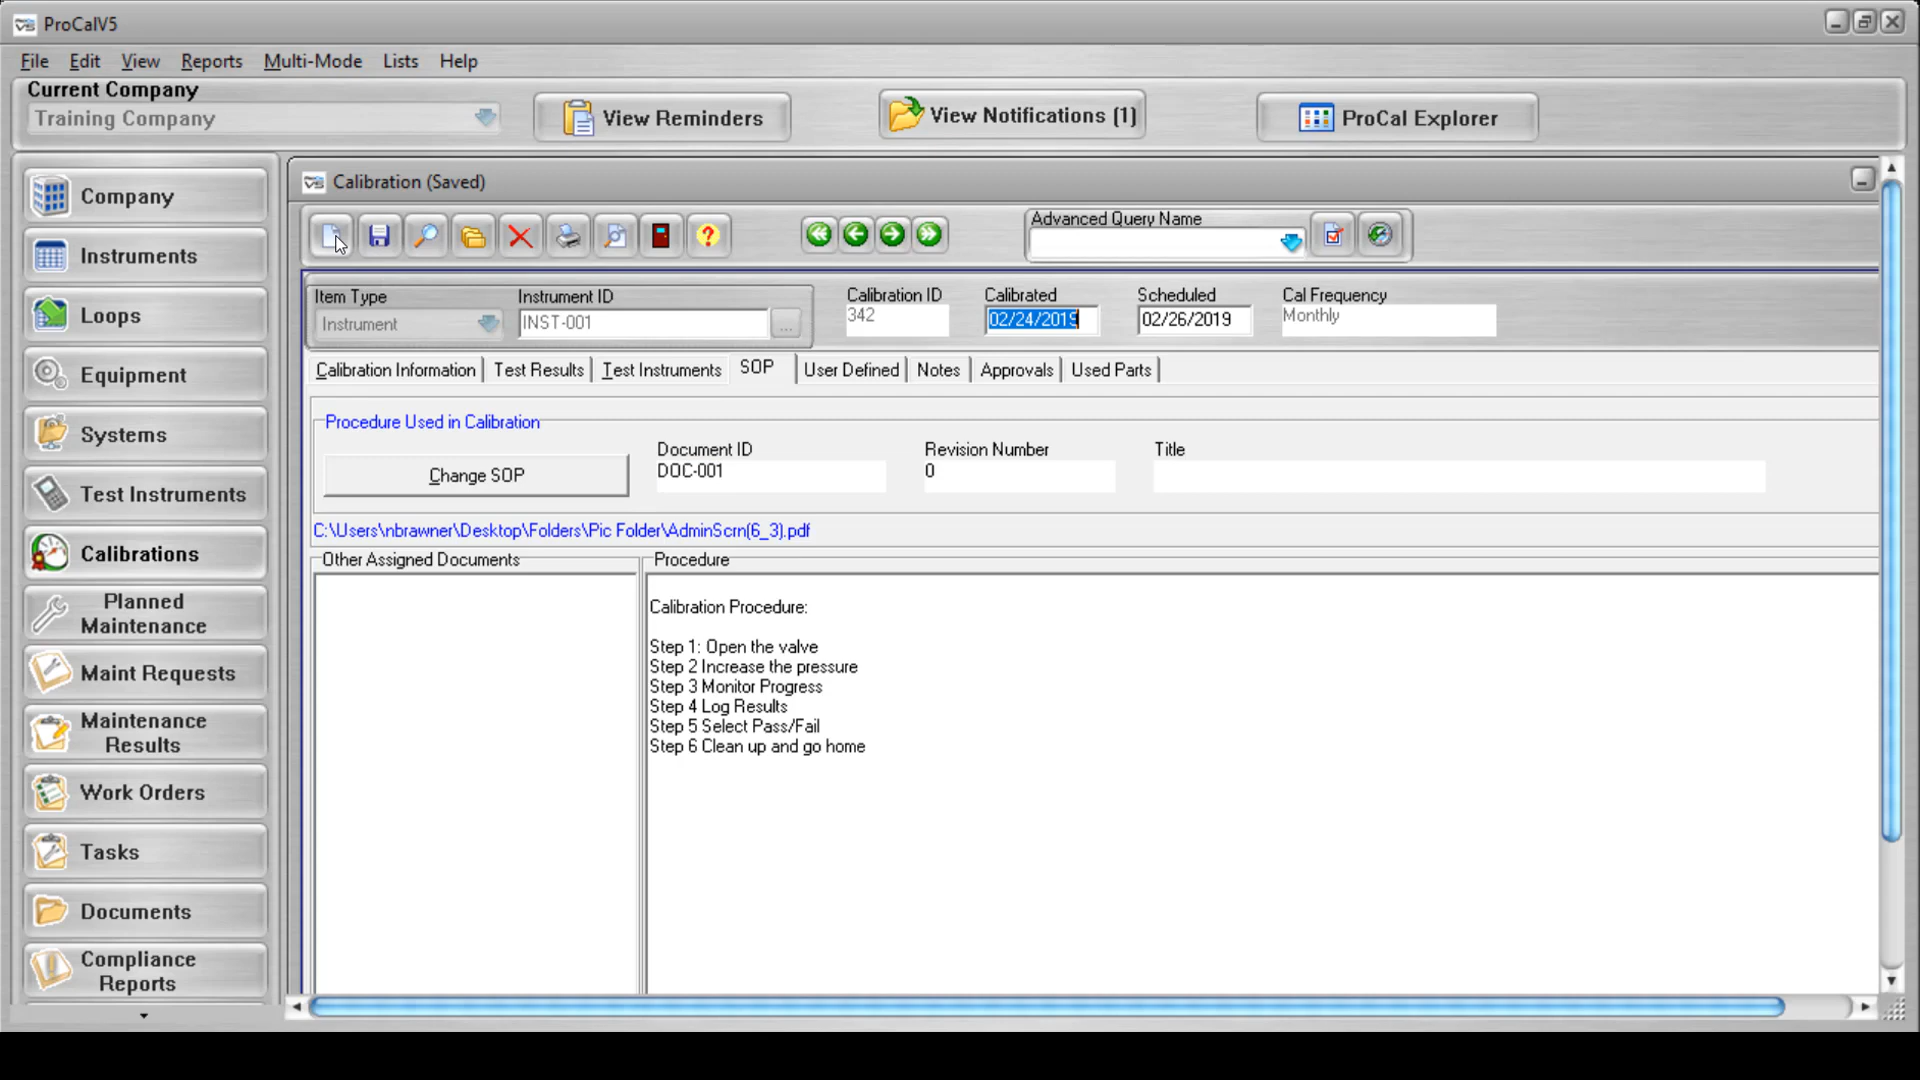 ProCalV5
File Edit View Reports Multi-Mode Lists Help
Current Company
Training Company
View Reminders
View Notifications (1)
ProCal Explorer
Company
Instruments
Loops
Equipment
Systems
Test Instruments
Calibrations
Planned
Maintenance
Maint Requests
Maintenance
Results
Work Orders
Tasks
Documents
Compliance
Reports
Calibration (Saved)
Advanced Query Name
Item Type Instrument ID Calibration ID Calibrated Scheduled Cal Frequency
Instrument INST-001 ... 342 02/24/2019 02/26/2019 Monthly
Calibration Information Test Results Test Instruments SOP User Defined Notes Approvals Used Parts
Procedure Used in Calibration
Document ID Revision Number Title
Change SOP DOC-001 0
C:\Users\nbrawner\Desktop\Folders\Pic Folder\AdminScrn(6_3).pdf
Other Assigned Documents Procedure
Calibration Procedure:
Step 1: Open the valve
Step 2 Increase the pressure
Step 3 Monitor Progress
Step 4 Log Results
Step 5 Select Pass/Fail
Step 6 Clean up and go home